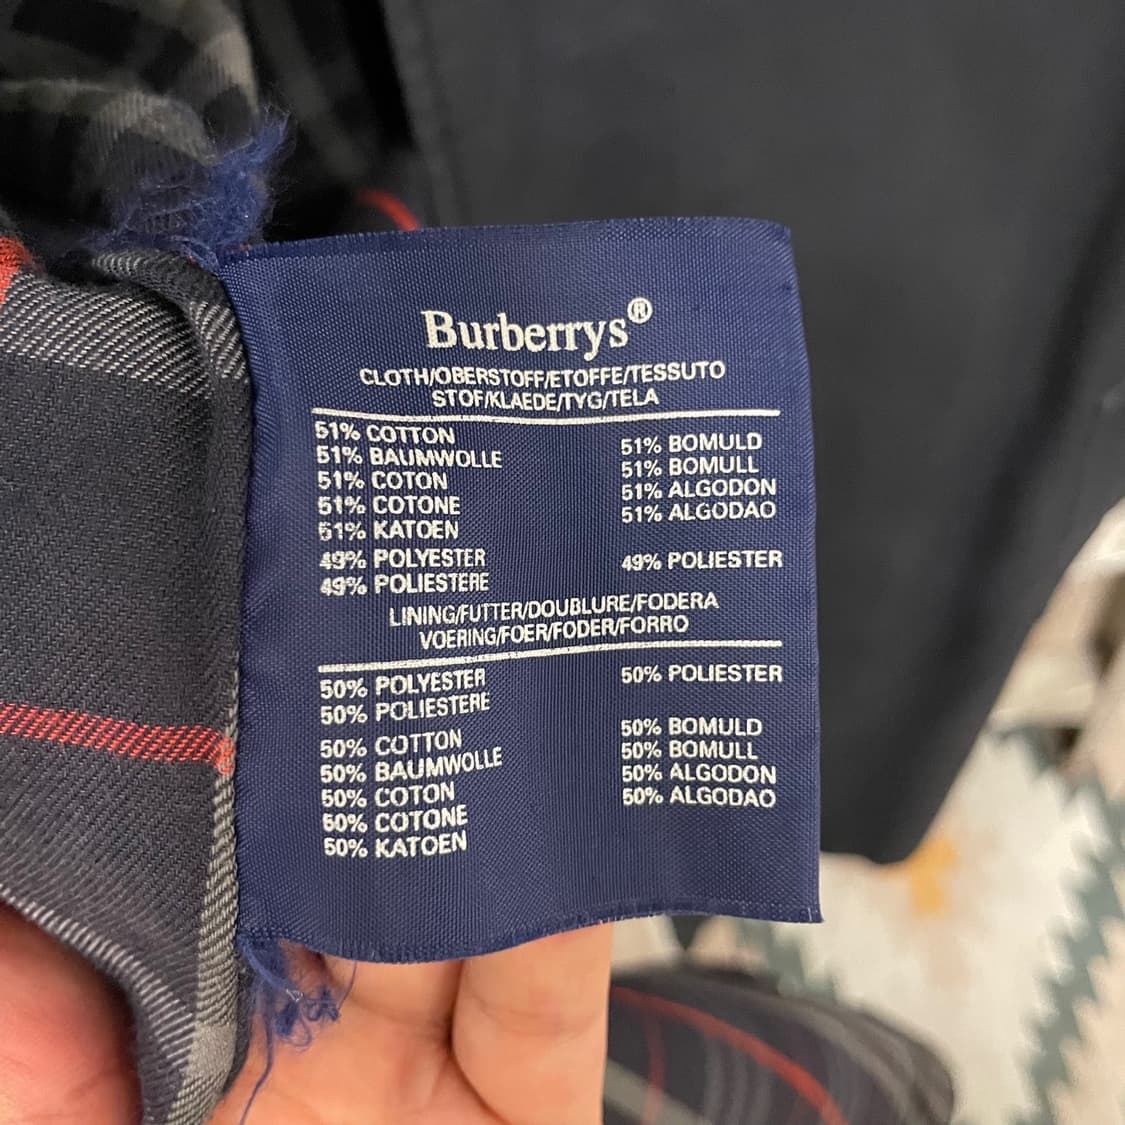 Burberrys®
CLOTH/OBERSTOFF/ETOFFE/TESSUTO
STOF/KLAEDE/TYG/TELA
51% COTTON
51% BAUMWOLLE
51% COTON
51% COTONE
51% KATOEN
49% POLYESTER
49% POLIESTERE
51% BOMULD
51% BOMULL
51% ALGODON
51% ALGODAO
49% POLIESTER
LINING/FUTTER/DOUBLURE/FODERA
VOERING/FOER/FODER/FORRO
50% POLYESTER
50% POLIESTERE
50% COTTON
50% BAUMWOLLE
50% COTON
50% COTONE
50% KATOEN
50% POLIESTER
50% BOMULD
50% BOMULL
50% ALGODON
50% ALGODAO